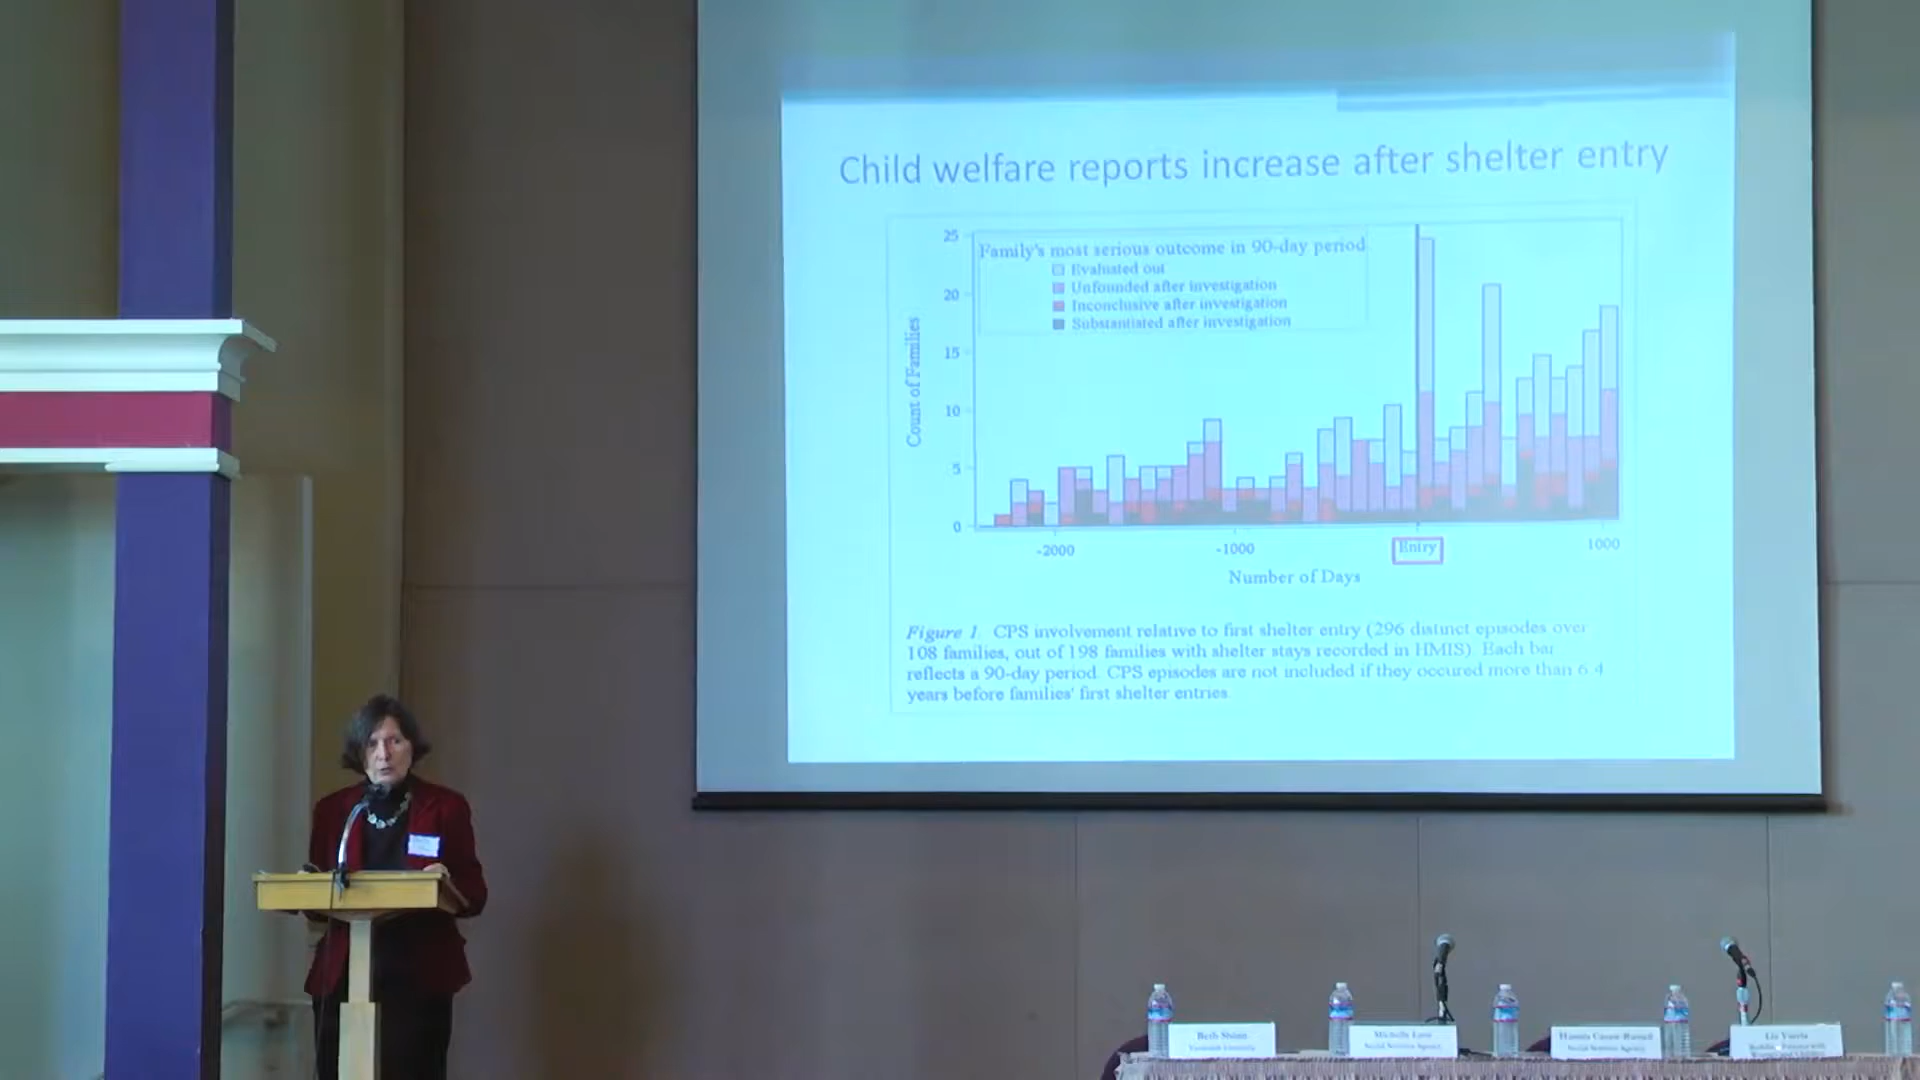 Child welfare reports increase after shelter entry
25
20
15
10
5
0
Count of Families
Family's most serious outcome in 90-day period
Evaluated out
Unfounded after investigation
Inconclusive after investigation
Substantiated after investigation
-2000
-1000
Entry
1000
Number of Days
Figure 1. CPS involvement relative to first shelter entry (296 distinct episodes over
108 families, out of 198 families with shelter stays recorded in HMIS). Each bar
reflects a 90-day period. CPS episodes are not included if they occured more than 6.4
years before families' first shelter entries.
Beth Shinn
Vanderbilt University
Michelle
Social Services Agency
Social Services Agency
Liz